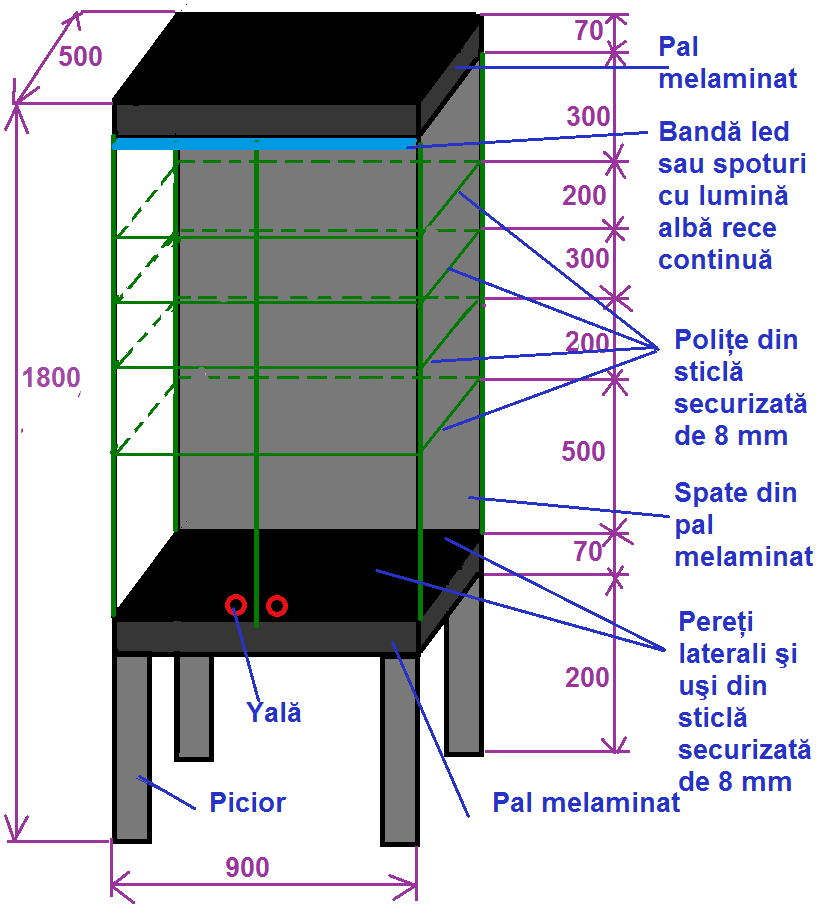 70
500
Pal
melaminat
300
Bandă led
sau spoturi
cu lumină
albă rece
continuă
200
300
200
Poliţe din
sticlă
securizată
de 8 mm
1800
500
Spate din
pal
melaminat
70
Pereţi
laterali şi
uşi din
sticlă
securizată
de 8 mm
200
Yală
Picior
Pal melaminat
900